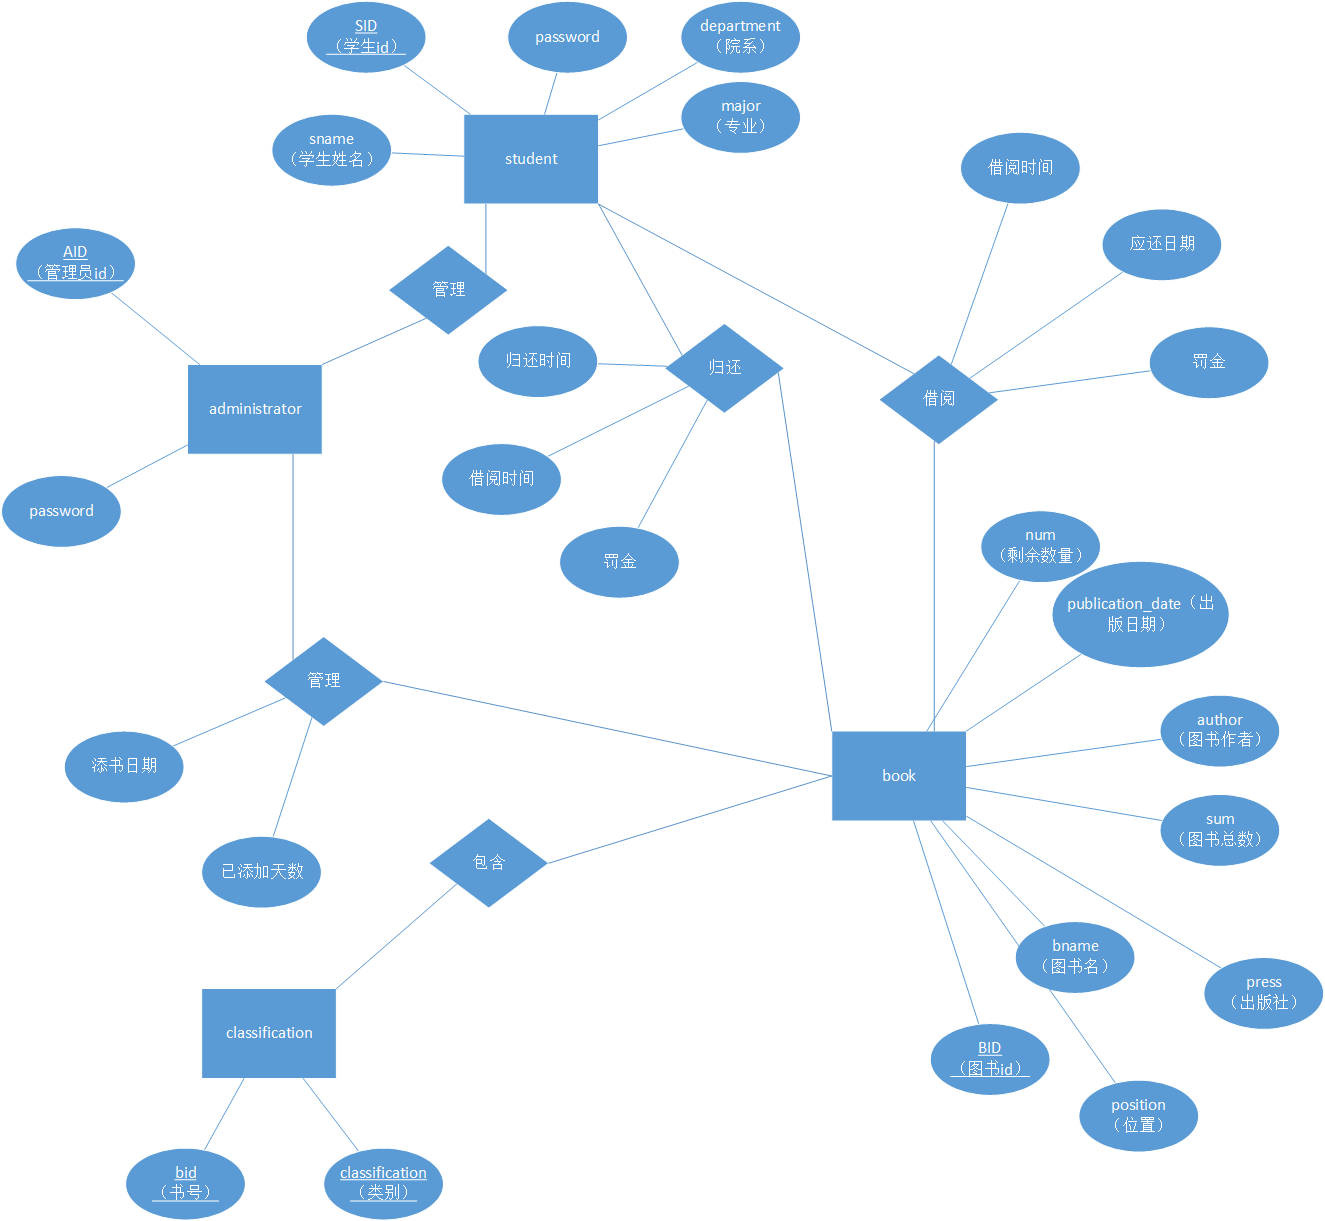 SID
（学生id）
password
department
（院系）
major
（专业）
sname
（学生姓名）
student
借阅时间
应还日期
AID
（管理员id）
管理
归还时间
归还
罚金
借阅
administrator
借阅时间
password
罚金
num
（剩余数量）
publication_date（出
版日期）
管理
author
（图书作者）
添书日期
book
sum
（图书总数）
已添加天数
包含
bname
（图书名）
press
（出版社）
classification
BID
（图书id）
position
（位置）
bid
（书号）
classification
（类别）